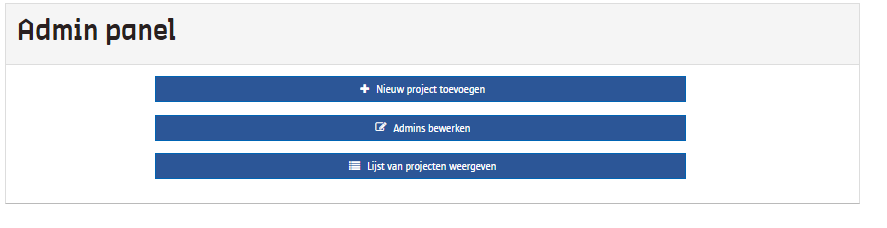 Admin panel
Nieuw project toevoegen
Admins bewerken
Lijst van projecten weergeven